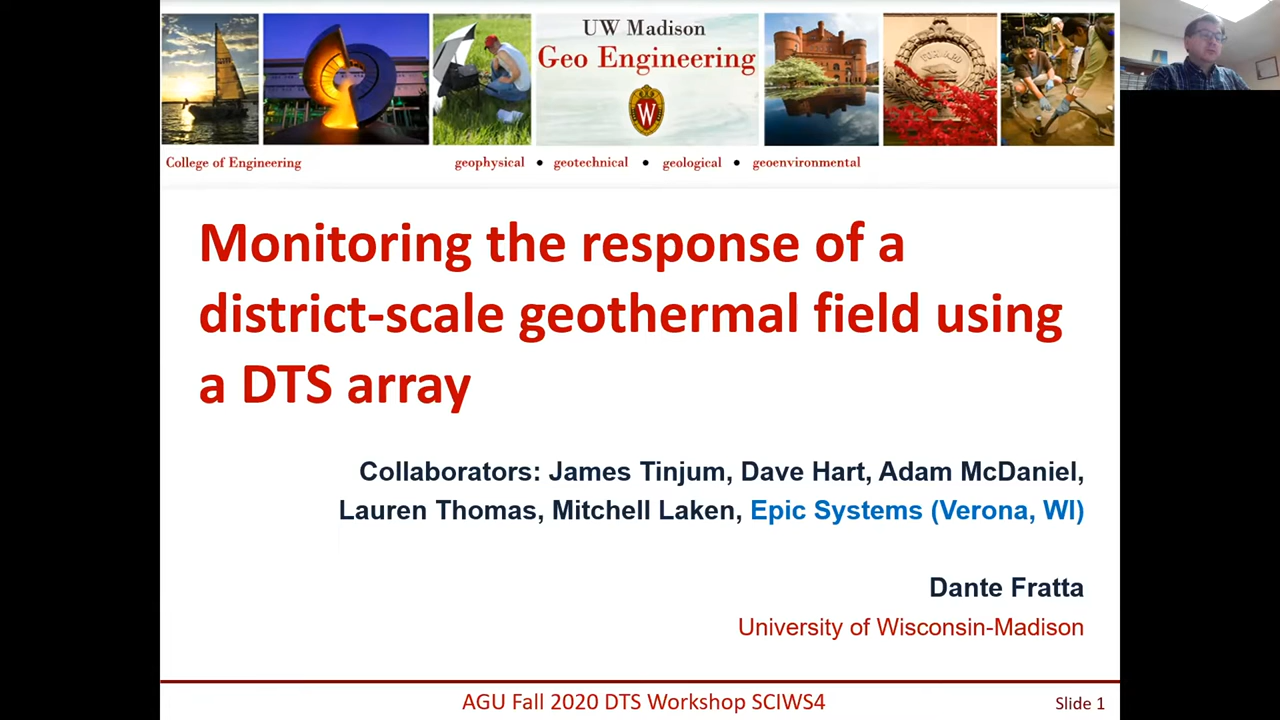 UW Madison
Geo Engineering
W
FORWARD
College of Engineering
geophysical • geotechnical • geological • geoenvironmental
Monitoring the response of a
district-scale geothermal field using
a DTS array
Collaborators: James Tinjum, Dave Hart, Adam McDaniel,
Lauren Thomas, Mitchell Laken, Epic Systems (Verona, WI)
Dante Fratta
University of Wisconsin-Madison
AGU Fall 2020 DTS Workshop SCIWS4
Slide 1